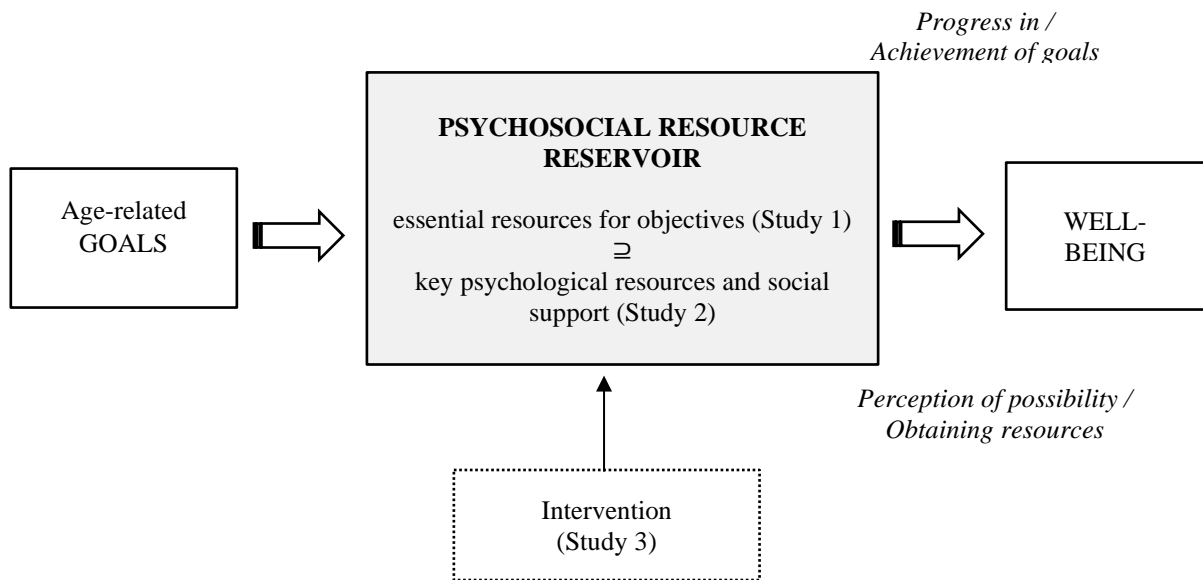 Progress in /
Achievement of goals
PSYCHOSOCIAL RESOURCE
RESERVOIR
essential resources for objectives (Study 1)
⊇
key psychological resources and social
support (Study 2)
Age-related
GOALS
WELL-
BEING
Perception of possibility /
Obtaining resources
Intervention
(Study 3)